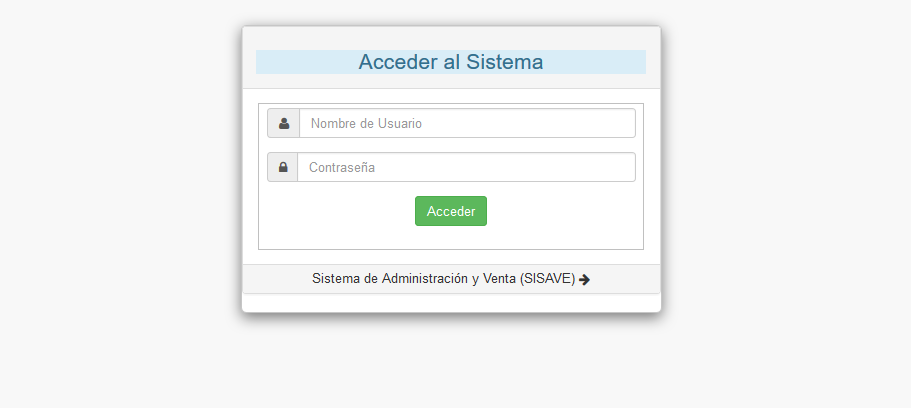 Acceder al Sistema
Nombre de Usuario
Contraseña
Acceder
Sistema de Administración y Venta (SISAVE)